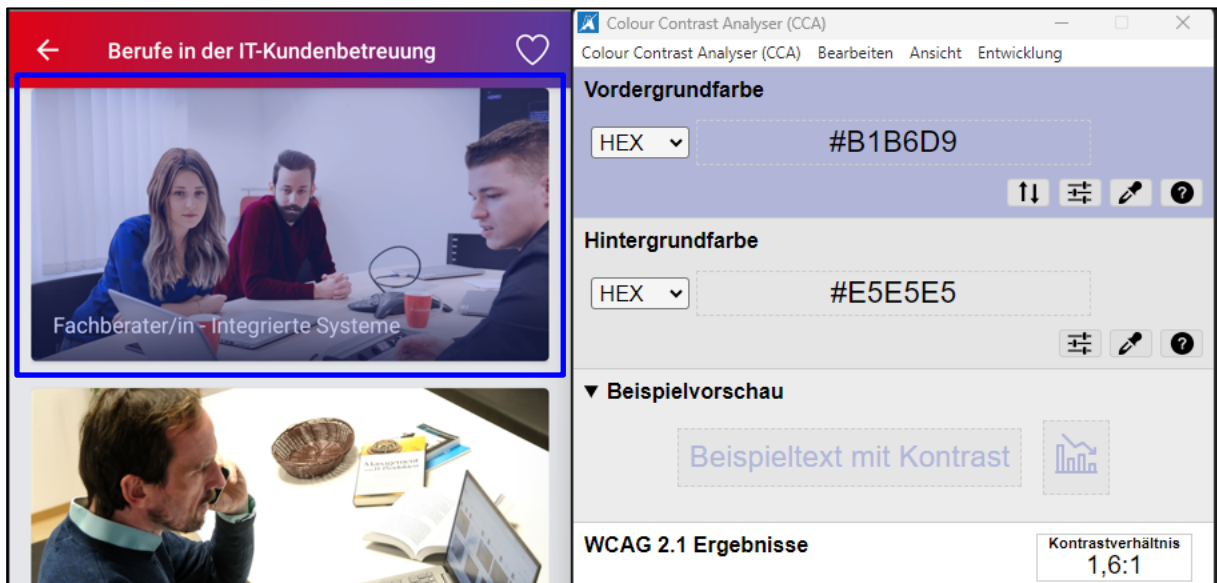 Berufe in der IT-Kundenbetreuung
Fachberater/in - Integrierte Systeme
Management
Colour Contrast Analyser (CCA)
Colour Contrast Analyser (CCA) Bearbeiten Ansicht Entwicklung
Vordergrundfarbe
HEX #B1B6D9
Hintergrundfarbe
HEX #E5E5E5
▼ Beispielvorschau
Beispieltext mit Kontrast
WCAG 2.1 Ergebnisse
Kontrastverhältnis
1,6:1